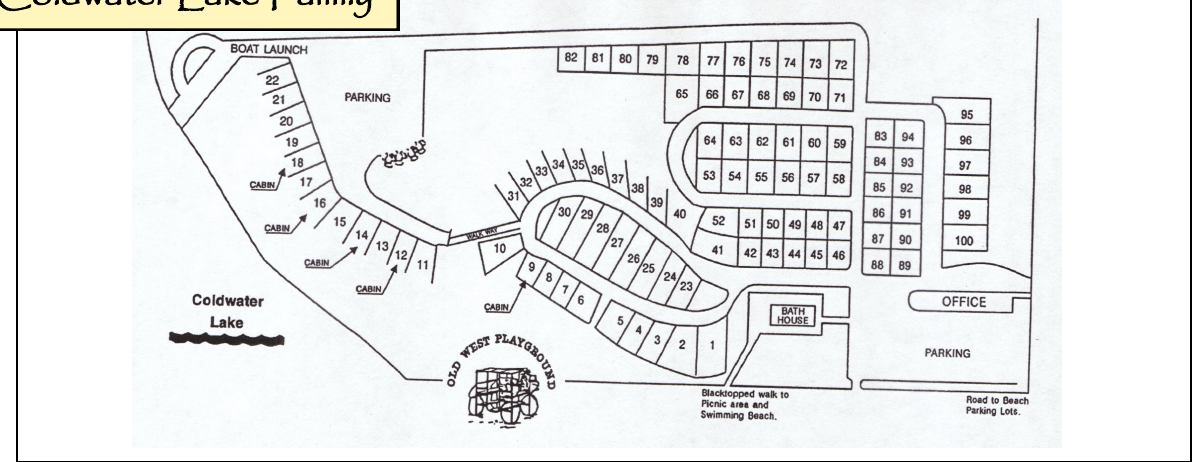 Coldwater Lake Family
BOAT LAUNCH
22
21
20
19
18
CABIN
17
16
CABIN
15
14
CABIN
13
12
CABIN
11
PARKING
WALK WAY
10
9
8
7
6
CABIN
5
4
3
2
1
31
32
33
34
35
36
37
38
39
40
30
29
28
27
26
25
24
23
82 81 80 79 78 77 76 75 74 73 72
65 66 67 68 69 70 71
64 63 62 61 60 59
53 54 55 56 57 58
52 51 50 49 48 47
41 42 43 44 45 46
83 94
84 93
85 92
86 91
87 90
88 89
95
96
97
98
99
100
OFFICE
BATH
HOUSE
PARKING
Coldwater
Lake
OLD WEST PLAYGROUND
Blacktopped walk to
Picnic area and
Swimming Beach.
Road to Beach
Parking Lots.